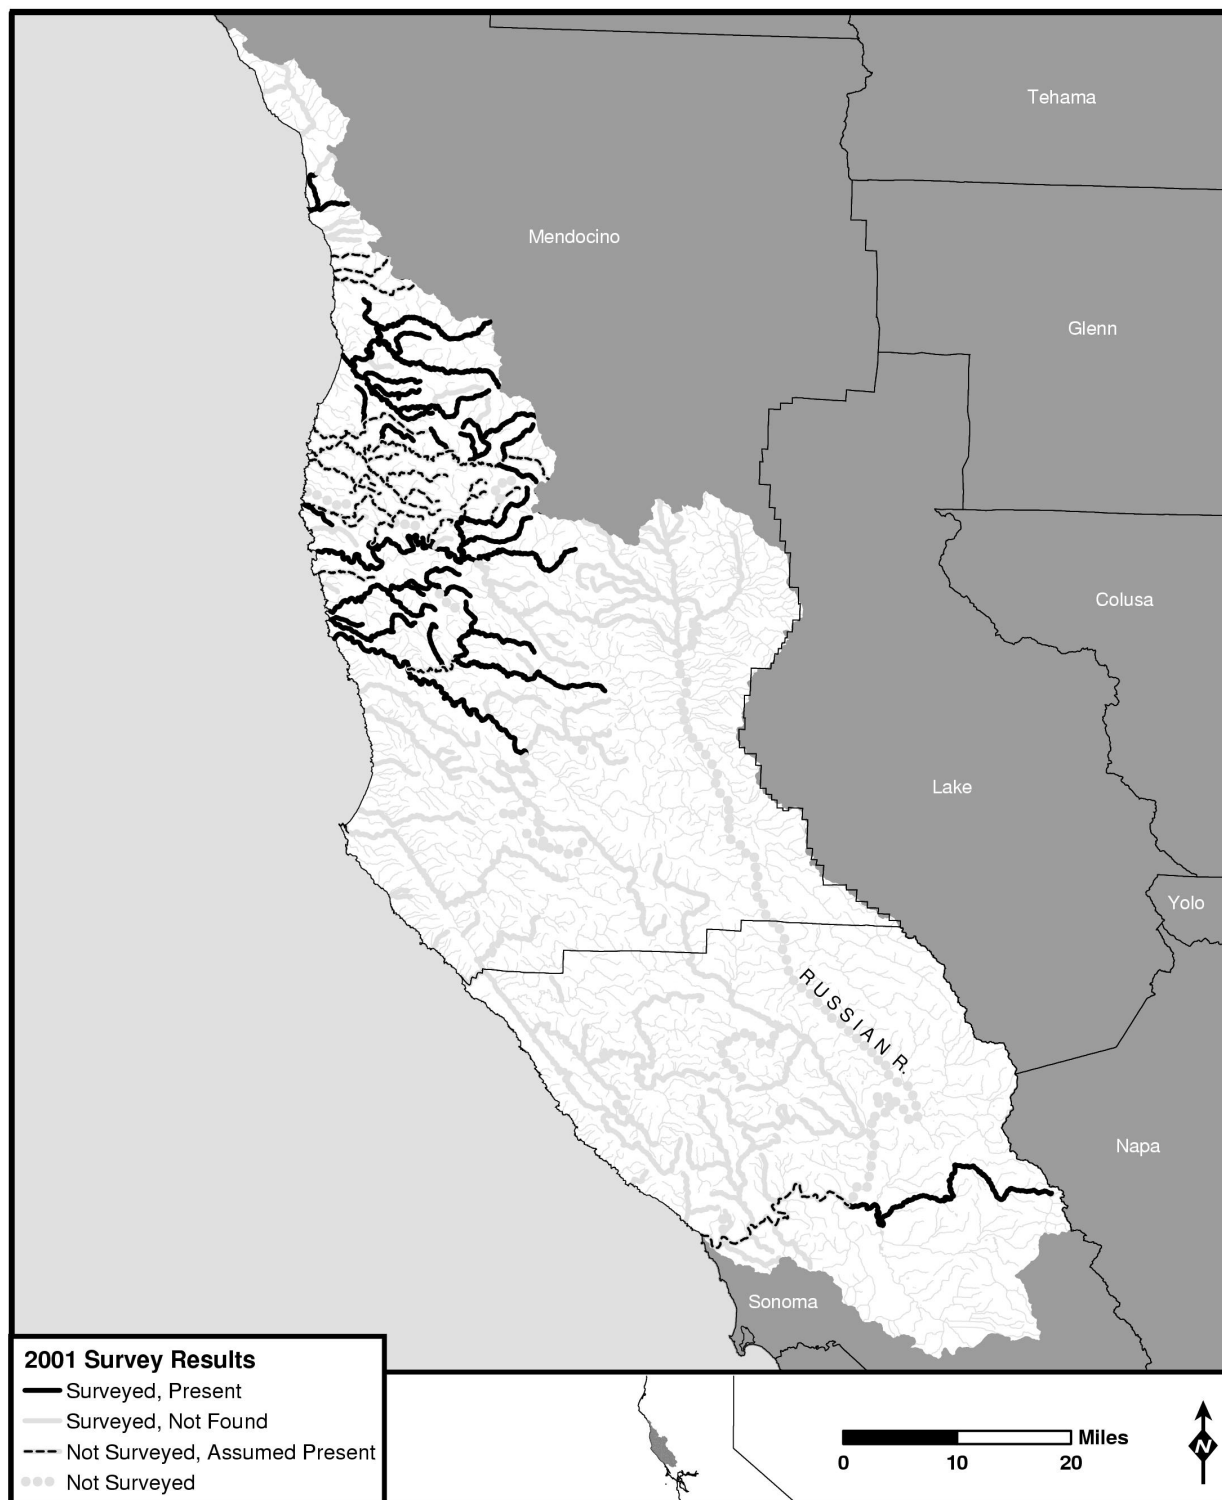 Tehama
Mendocino
Glenn
Colusa
Lake
Yolo
RUSSIAN R.
Napa
Sonoma
2001 Survey Results
Surveyed, Present
Surveyed, Not Found
Not Surveyed, Assumed Present
Not Surveyed
Miles
0 10 20
N